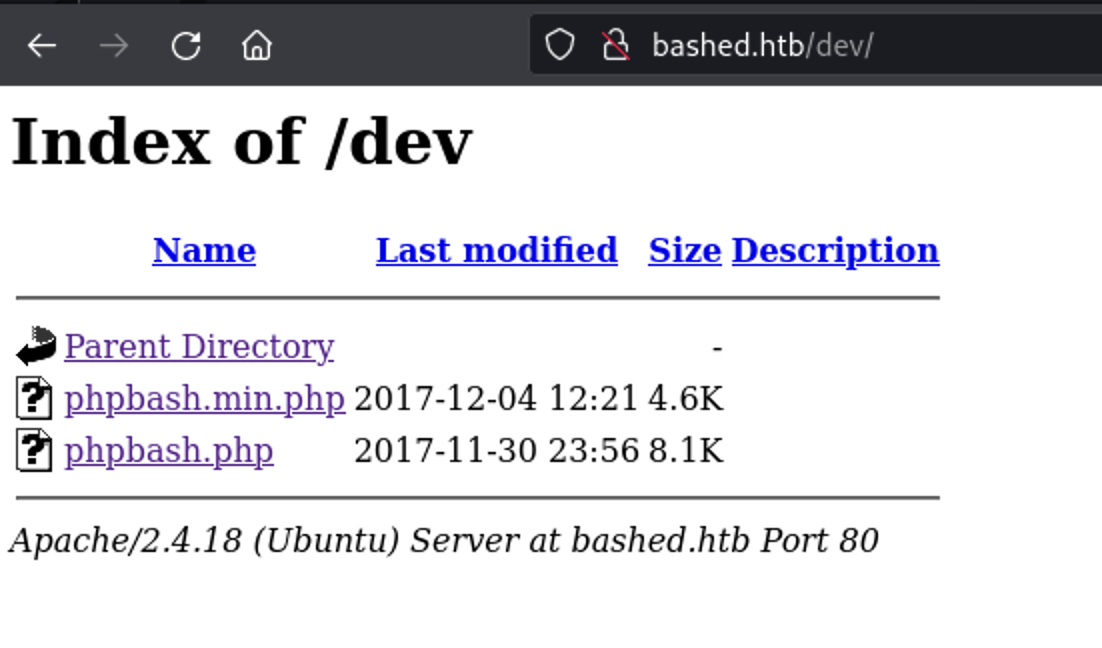 bashed.htb/dev/
Index of /dev
Name Last modified Size Description
Parent Directory -
phpbash.min.php 2017-12-04 12:21 4.6K
phpbash.php 2017-11-30 23:56 8.1K
Apache/2.4.18 (Ubuntu) Server at bashed.htb Port 80